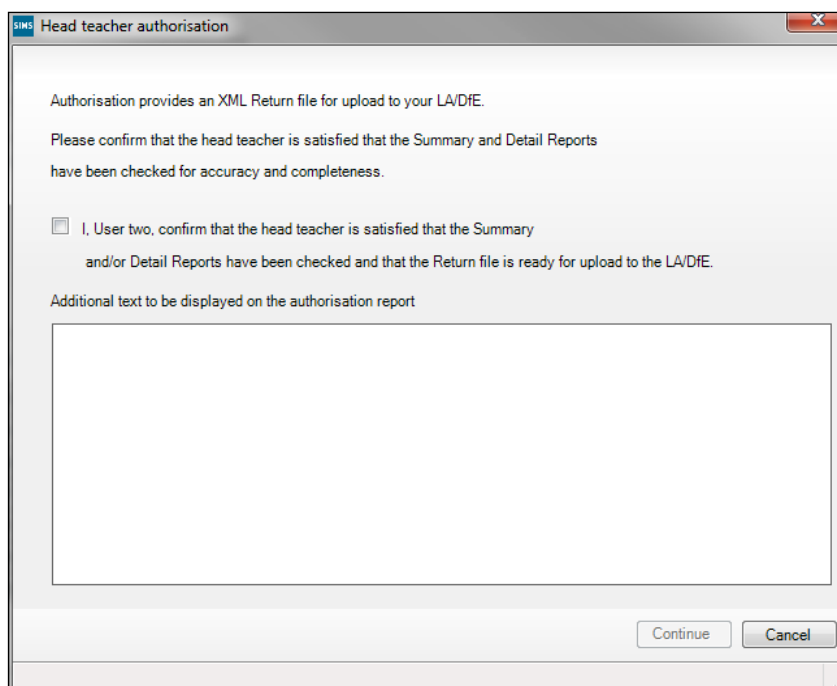 SIMS Head teacher authorisation
Authorisation provides an XML Return file for upload to your LA/DfE.
Please confirm that the head teacher is satisfied that the Summary and Detail Reports
have been checked for accuracy and completeness.
I, User two, confirm that the head teacher is satisfied that the Summary
and/or Detail Reports have been checked and that the Return file is ready for upload to the LA/DfE.
Additional text to be displayed on the authorisation report
Continue Cancel